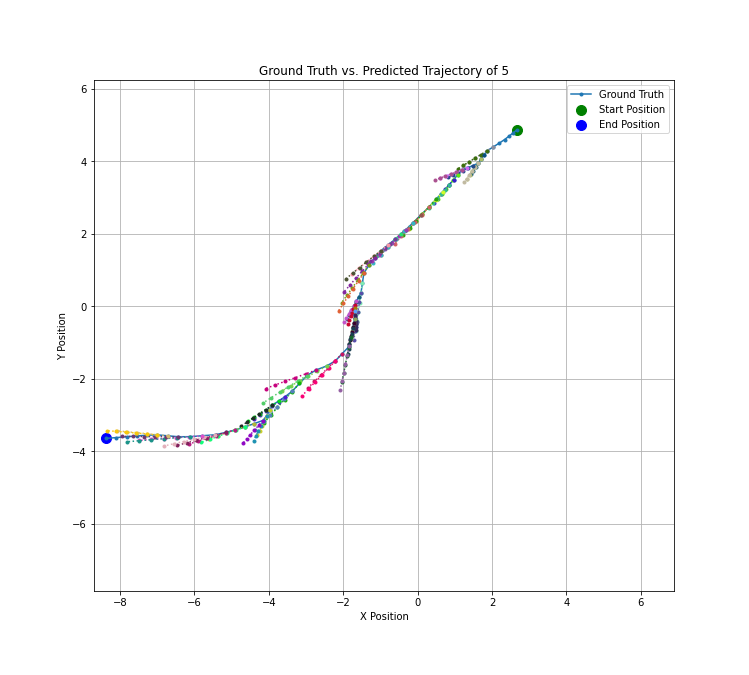 Ground Truth vs. Predicted Trajectory of 5
Ground Truth
Start Position
End Position
6
4
2
0
−2
−4
−6
Y Position
−8
−6
−4
−2
0
2
4
6
X Position